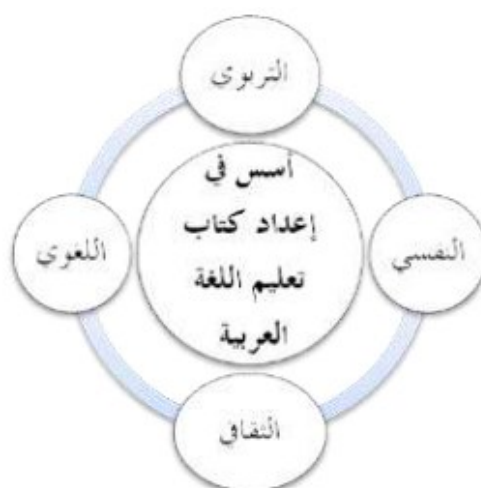 التربوي
أسس في
إعداد كتاب
تعليم اللغة
العربية
النفسي
اللغوي
الثقافي